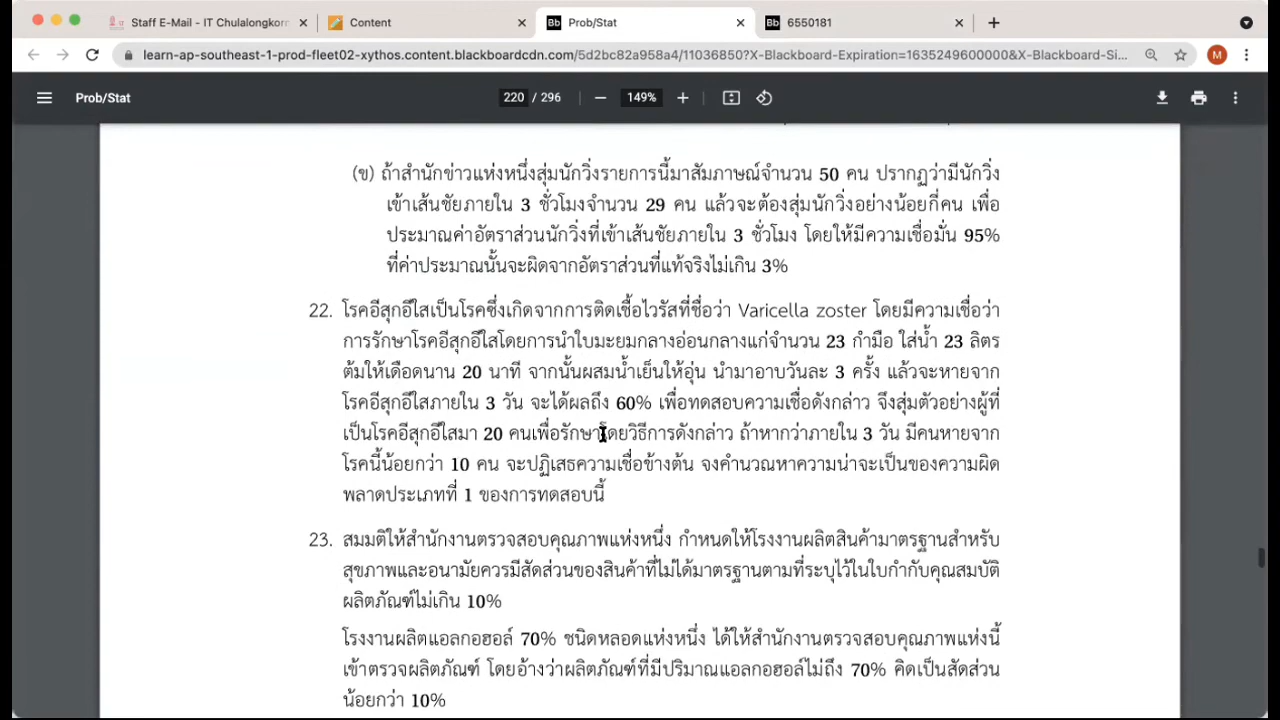 Staff E-Mail - IT Chulalongkorn
Content
Bb Prob/Stat
Bb 6550181
learn-ap-southeast-1-prod-fleet02-xythos.content.blackboardcdn.com/5d2bc82a958a4/11036850?X-Blackboard-Expiration=1635249600000&X-Blackboard-Si...
M
Prob/Stat
220 / 296
149%
(ข) ถ้าสำนักข่าวแห่งหนึ่งสุ่มนักวิ่งรายการนี้มาสัมภาษณ์จำนวน 50 คน ปรากฏว่ามีนักวิ่ง
เข้าเส้นชัยภายใน 3 ชั่วโมงจำนวน 29 คน แล้วจะต้องสุ่มนักวิ่งอย่างน้อยกี่คน เพื่อ
ประมาณค่าอัตราส่วนนักวิ่งที่เข้าเส้นชัยภายใน 3 ชั่วโมง โดยให้มีความเชื่อมั่น 95%
ที่ค่าประมาณนั้นจะผิดจากอัตราส่วนที่แท้จริงไม่เกิน 3%
22. โรคอีสุกอีใสเป็นโรคซึ่งเกิดจากการติดเชื้อไวรัสที่ชื่อว่า Varicella zoster โดยมีความเชื่อว่า
การรักษาโรคอีสุกอีใสโดยการนำใบมะยมกลางอ่อนกลางแก่จำนวน 23 กำมือ ใส่น้ำ 23 ลิตร
ต้มให้เดือดนาน 20 นาที จากนั้นผสมน้ำเย็นให้อุ่น นำมาอาบวันละ 3 ครั้ง แล้วจะหายจาก
โรคอีสุกอีใสภายใน 3 วัน จะได้ผลถึง 60% เพื่อทดสอบความเชื่อดังกล่าว จึงสุ่มตัวอย่างผู้ที่
เป็นโรคอีสุกอีใสมา 20 คนเพื่อรักษาโดยวิธีการดังกล่าว ถ้าหากว่าภายใน 3 วัน มีคนหายจาก
โรคนี้น้อยกว่า 10 คน จะปฏิเสธความเชื่อข้างต้น จงคำนวณหาความน่าจะเป็นของความผิด
พลาดประเภทที่ 1 ของการทดสอบนี้
23. สมมติให้สำนักงานตรวจสอบคุณภาพแห่งหนึ่ง กำหนดให้โรงงานผลิตสินค้ามาตรฐานสำหรับ
สุขภาพและอนามัยควรมีสัดส่วนของสินค้าที่ไม่ได้มาตรฐานตามที่ระบุไว้ในใบกำกับคุณสมบัติ
ผลิตภัณฑ์ไม่เกิน 10%
โรงงานผลิตแอลกอฮอล์ 70% ชนิดหลอดแห่งหนึ่ง ได้ให้สำนักงานตรวจสอบคุณภาพแห่งนี้
เข้าตรวจผลิตภัณฑ์ โดยอ้างว่าผลิตภัณฑ์ที่มีปริมาณแอลกอฮอล์ไม่ถึง 70% คิดเป็นสัดส่วน
น้อยกว่า 10%